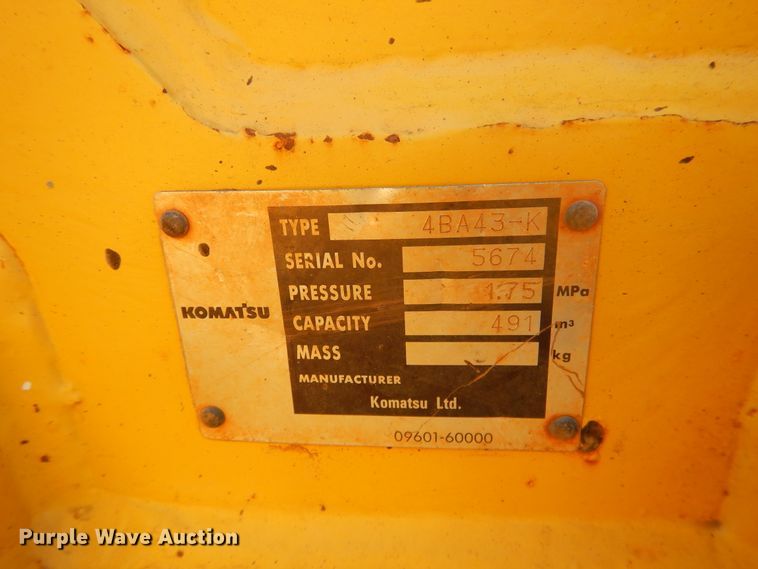 KOMATSU
TYPE 4BA43-K
SERIAL No. 5674
PRESSURE 1.75 MPa
CAPACITY 491 m³
MASS kg
MANUFACTURER
Komatsu Ltd.
09601-60000
Purple Wave Auction